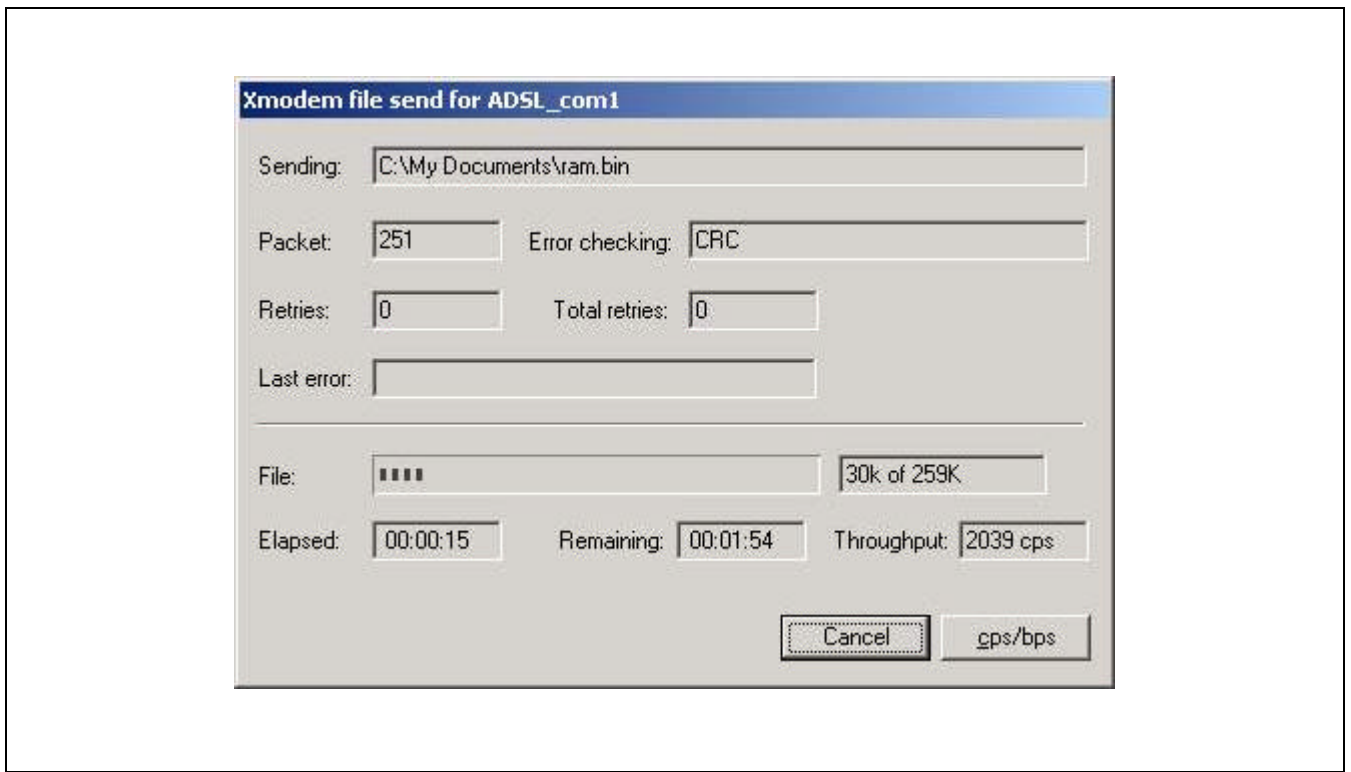 Xmodem file send for ADSL_com1
Sending: C:\My Documents\ram.bin
Packet: 251 Error checking: CRC
Retries: 0 Total retries: 0
Last error:
File: 30k of 259K
Elapsed: 00:00:15 Remaining: 00:01:54 Throughput: 2039 cps
Cancel cps/bps